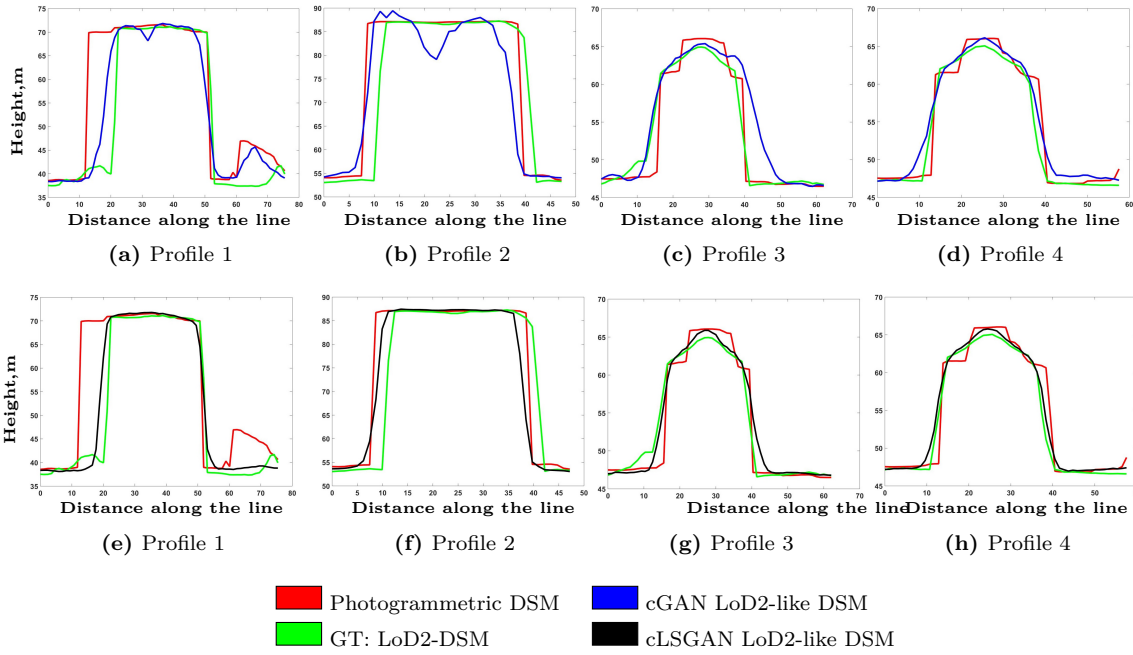 75
70
65
60
55
50
45
40
35
0 10 20 30 40 50 60 70 80
90
85
80
75
70
65
60
55
50
0 5 10 15 20 25 30 35 40 45 50
70
65
60
55
50
45
0 10 20 30 40 50 60 70
70
65
60
55
50
45
0 10 20 30 40 50 60
Height,m
Distance along the line
Distance along the line
Distance along the line
Distance along the line
(a) Profile 1
(b) Profile 2
(c) Profile 3
(d) Profile 4
75
70
65
60
55
50
45
40
35
0 10 20 30 40 50 60 70 80
90
85
80
75
70
65
60
55
50
0 5 10 15 20 25 30 35 40 45 50
70
65
60
55
50
45
0 10 20 30 40 50 60 70
70
65
60
55
50
45
0 10 20 30 40 50
Height,m
Distance along the line
Distance along the line
Distance along the line
Distance along the line
(e) Profile 1
(f) Profile 2
(g) Profile 3
(h) Profile 4
Photogrammetric DSM
cGAN LoD2-like DSM
GT: LoD2-DSM
cLSGAN LoD2-like DSM